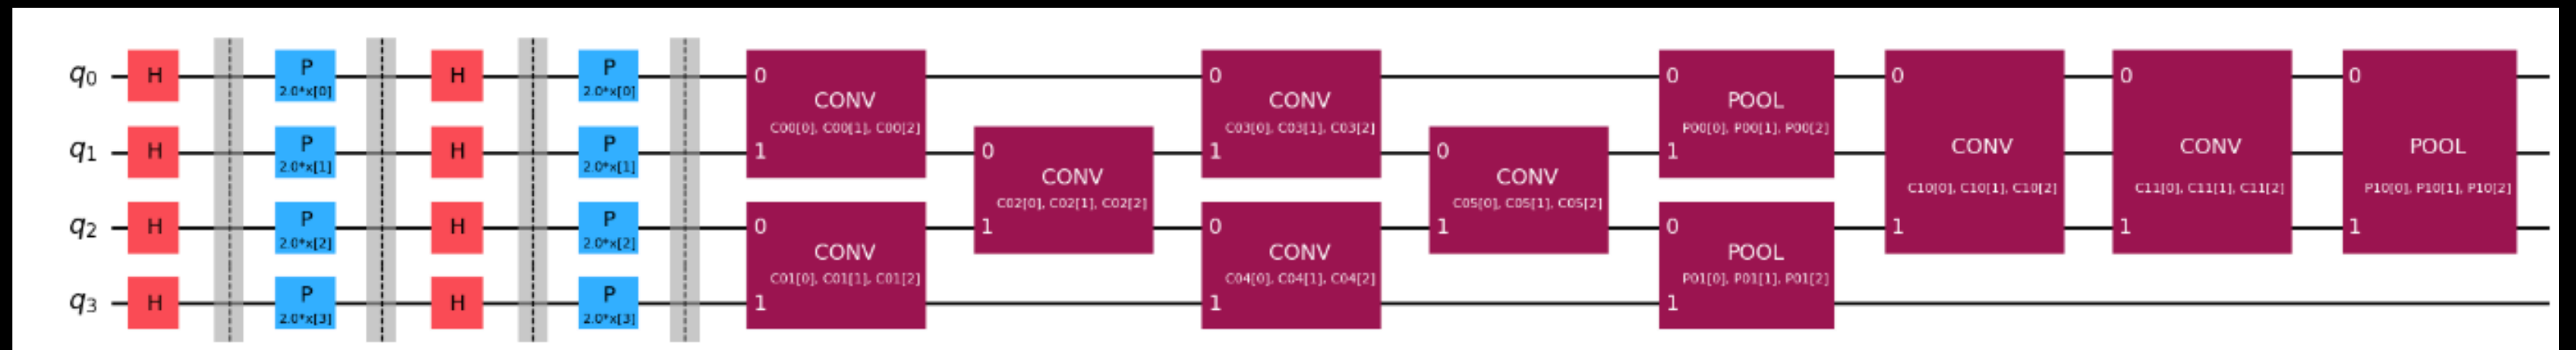 q0 H P 2.0*x[0] H P 2.0*x[0]
q1 H P 2.0*x[1] H P 2.0*x[1]
q2 H P 2.0*x[2] H P 2.0*x[2]
q3 H P 2.0*x[3] H P 2.0*x[3]
0
CONV
C00[0], C00[1], C00[2]
1
0
CONV
C01[0], C01[1], C01[2]
1
0
CONV
C02[0], C02[1], C02[2]
1
0
CONV
C03[0], C03[1], C03[2]
1
0
CONV
C04[0], C04[1], C04[2]
1
0
CONV
C05[0], C05[1], C05[2]
1
0
POOL
P00[0], P00[1], P00[2]
1
0
POOL
P01[0], P01[1], P01[2]
1
0
CONV
C10[0], C10[1], C10[2]
1
0
CONV
C11[0], C11[1], C11[2]
1
0
POOL
P10[0], P10[1], P10[2]
1